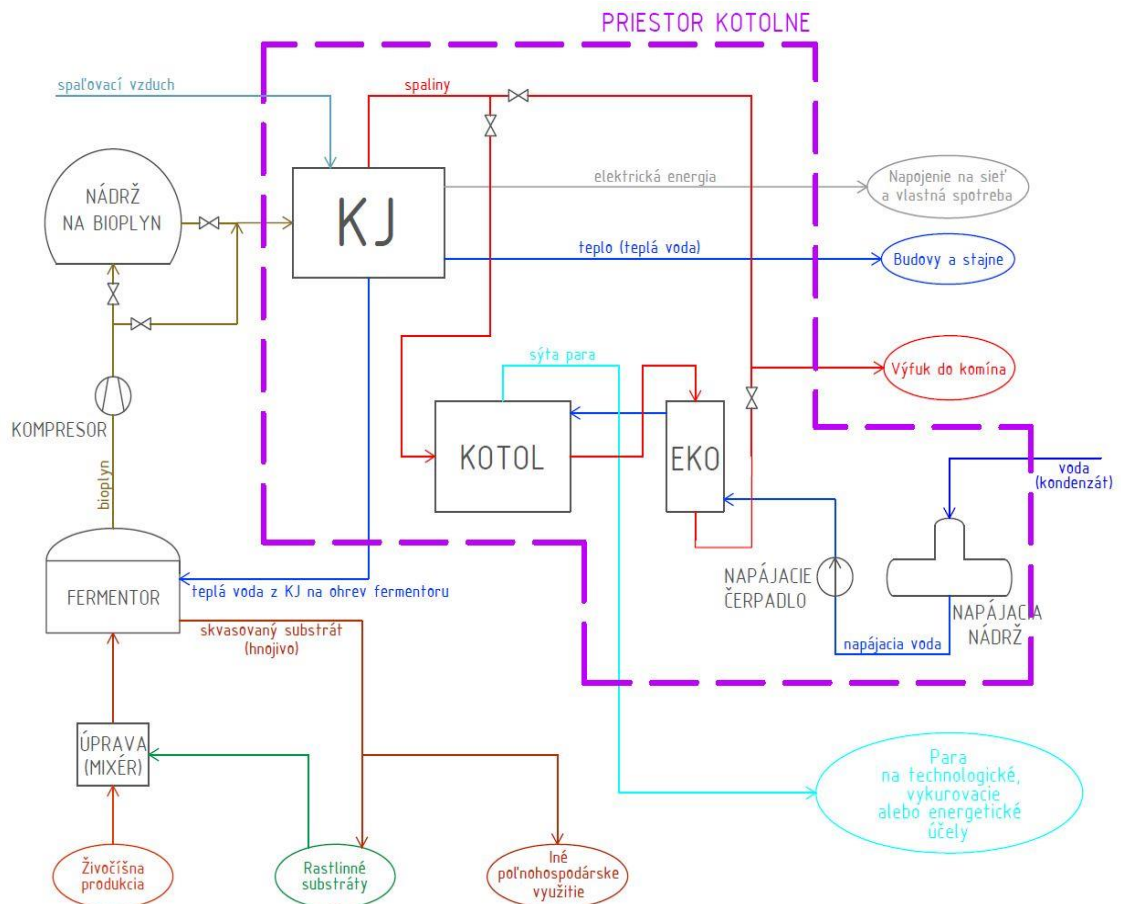 PRIESTOR KOTOLNE
spaľovací vzduch
spaliny
NÁDRŽ
NA BIOPLYN
KJ
elektrická energia
Napojenie na sieť
a vlastná spotreba
teplo (teplá voda)
Budovy a stajne
sýta para
Výfuk do komína
KOMPRESOR
KOTOL
EKO
bioplyn
voda
(kondenzát)
FERMENTOR
teplá voda z KJ na ohrev fermentoru
NAPÁJACIE
ČERPADLO
NAPÁJACIA
NÁDRŽ
skvasovaný substrát
(hnojivo)
napájacia voda
ÚPRAVA
(MIXÉR)
Para
na technologické,
vykurovacie
alebo energetické
účely
Živočíšna
produkcia
Rastlinné
substráty
Iné
poľnohospodárske
využitie